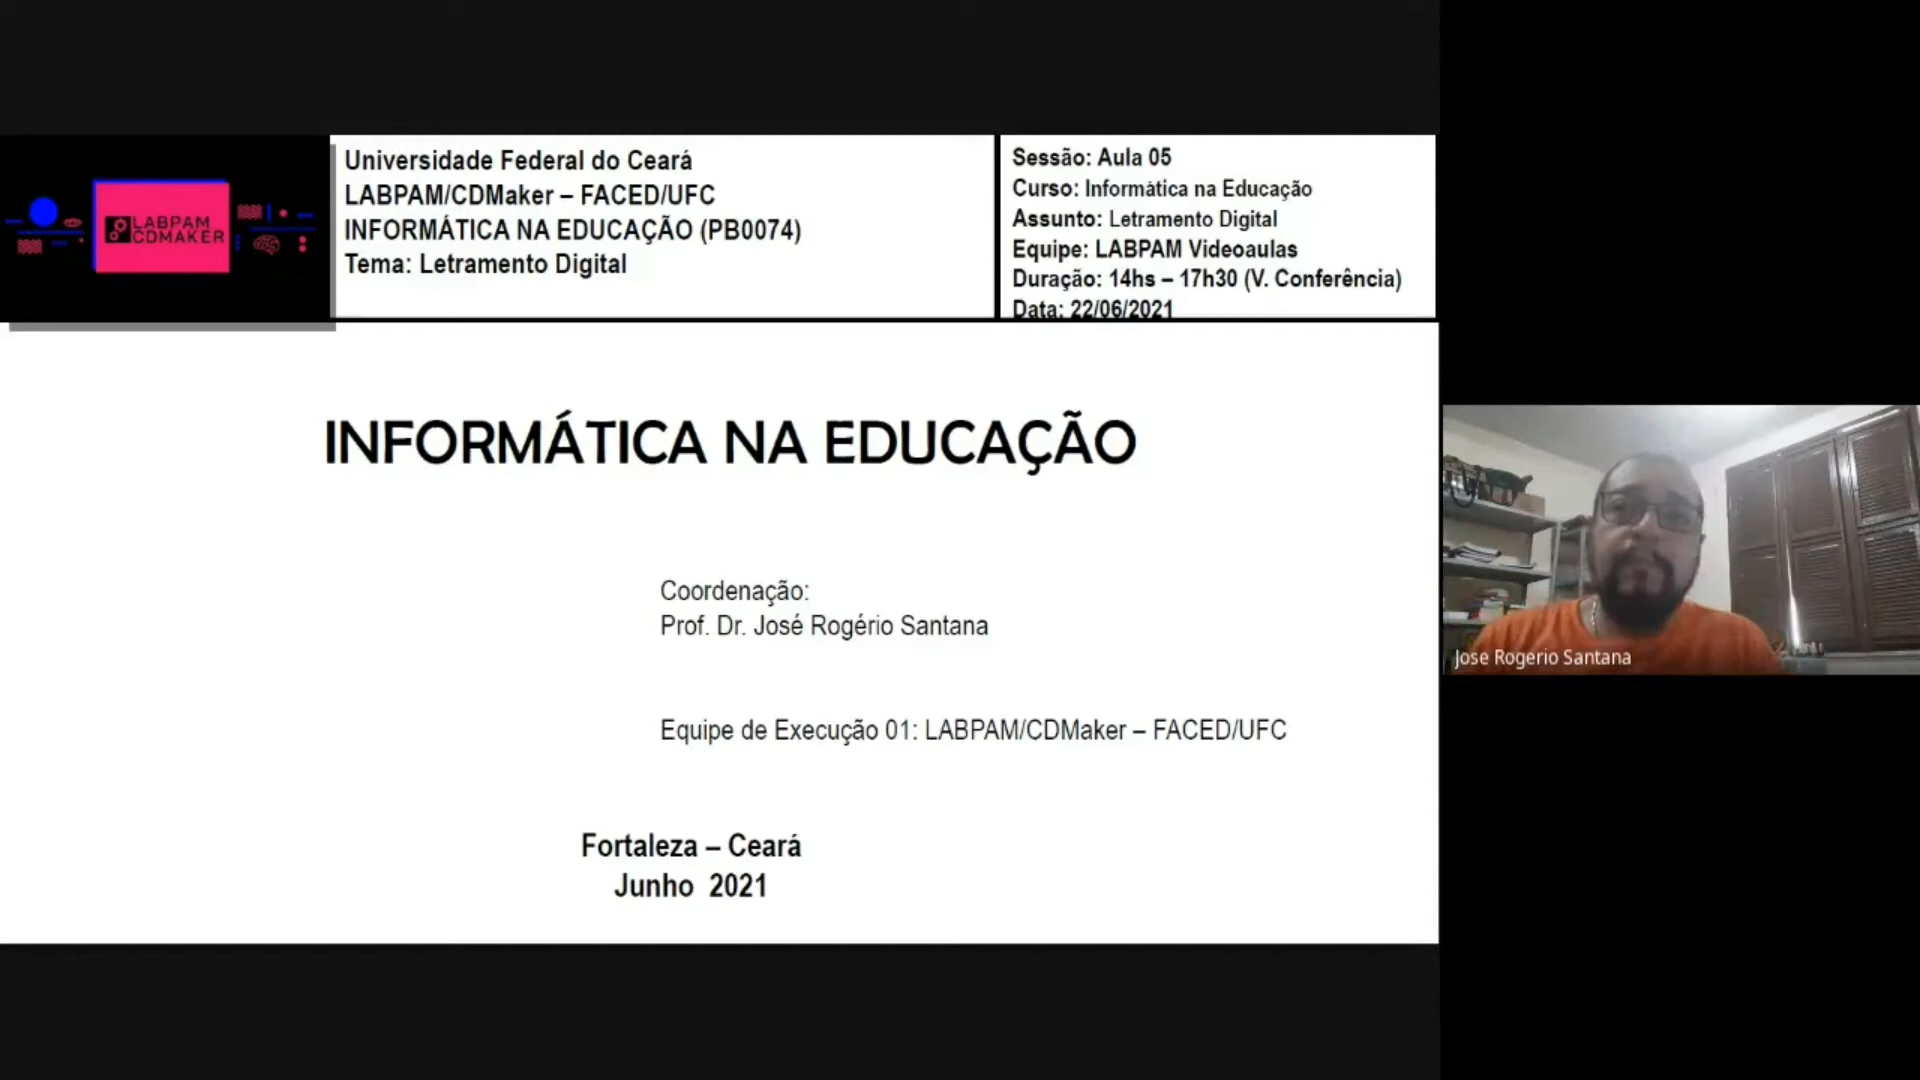 LABPAM
CDMAKER
Universidade Federal do Ceará
LABPAM/CDMaker – FACED/UFC
INFORMÁTICA NA EDUCAÇÃO (PB0074)
Tema: Letramento Digital
Sessão: Aula 05
Curso: Informàtica na Educação
Assunto: Letramento Digital
Equipe: LABPAM Videoaulas
Duração: 14hs – 17h30 (V. Conferência)
Data: 22/06/2021
INFORMÁTICA NA EDUCAÇÃO
Coordenação:
Prof. Dr. José Rogério Santana
Equipe de Execução 01: LABPAM/CDMaker – FACED/UFC
Fortaleza – Ceará
Junho 2021
Jose Rogerio Santana